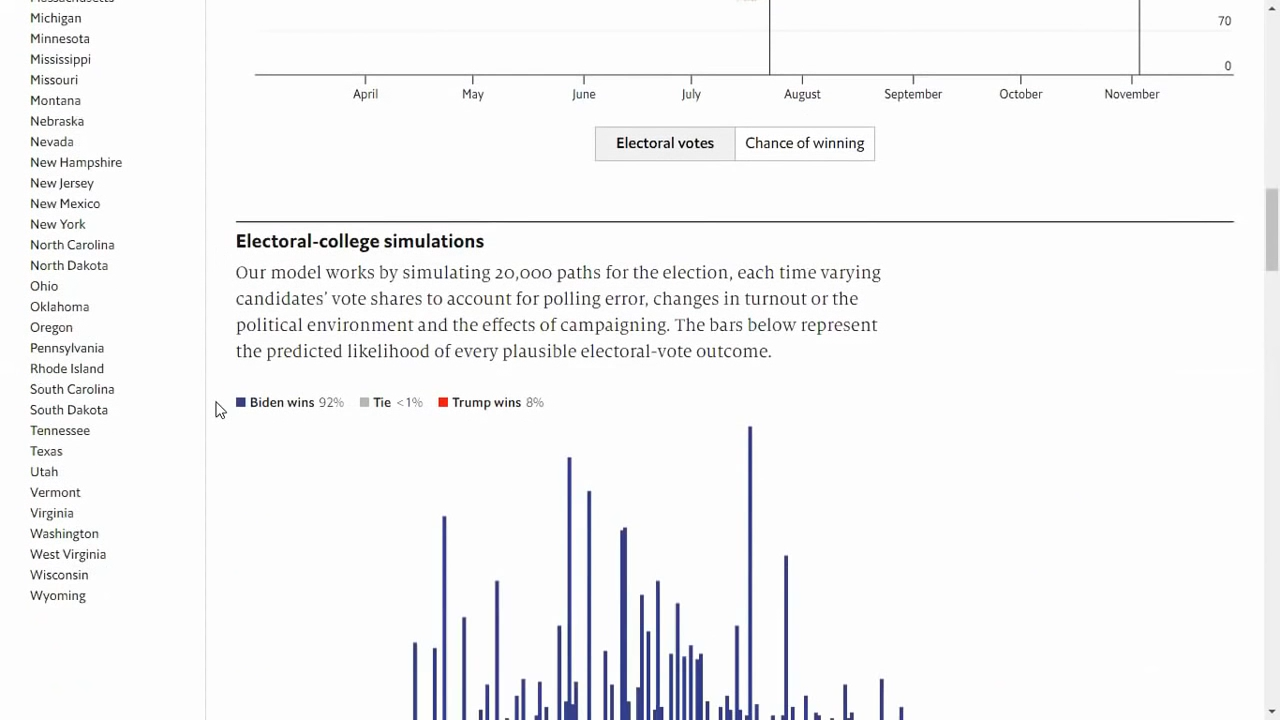 Michigan
Minnesota
Mississippi
Missouri
Montana
Nebraska
Nevada
New Hampshire
New Jersey
New Mexico
New York
North Carolina
North Dakota
Ohio
Oklahoma
Oregon
Pennsylvania
Rhode Island
South Carolina
South Dakota
Tennessee
Texas
Utah
Vermont
Virginia
Washington
West Virginia
Wisconsin
Wyoming
70
0
April May June July August September October November
Electoral votes Chance of winning
Electoral-college simulations
Our model works by simulating 20,000 paths for the election, each time varying
candidates’ vote shares to account for polling error, changes in turnout or the
political environment and the effects of campaigning. The bars below represent
the predicted likelihood of every plausible electoral-vote outcome.
Biden wins 92% Tie <1% Trump wins 8%